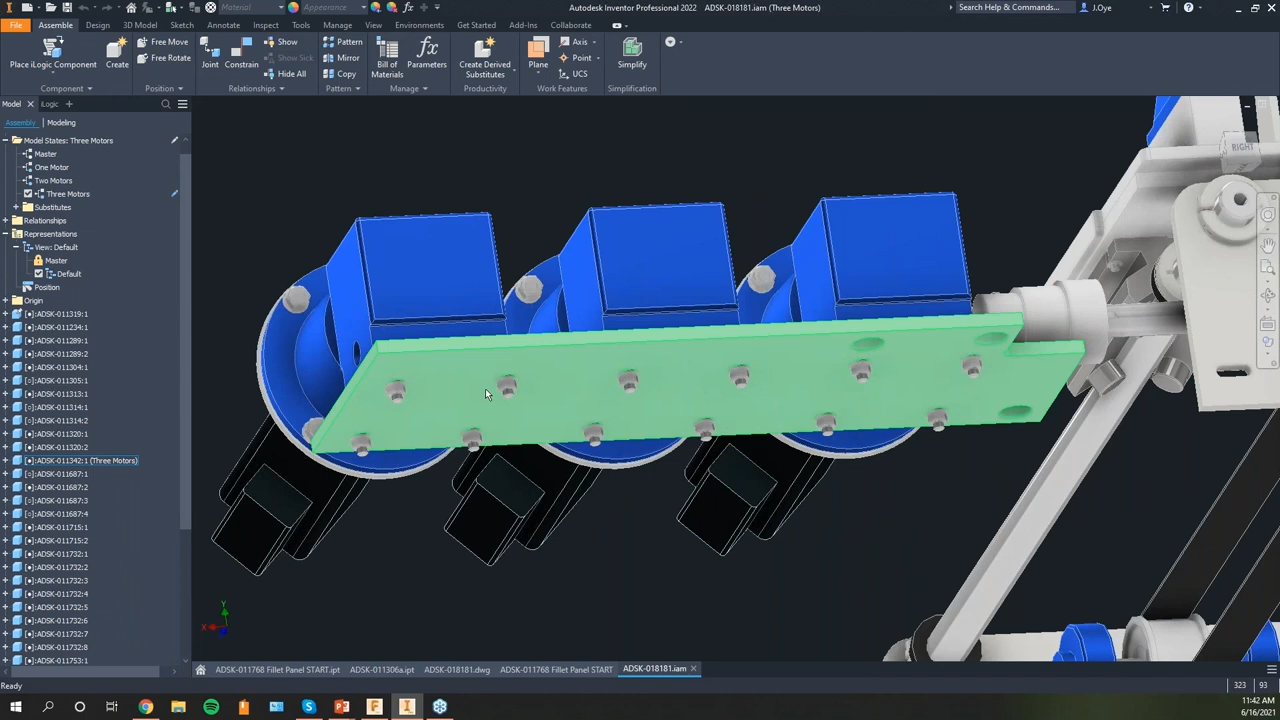 Material
Appearance
Autodesk Inventor Professional 2022 ADSK-018181.iam (Three Motors)
Search Help & Commands...
J.Oye
File Assembly Design 3D Model Sketch Annotate Inspect Tools Manage View Environments Get Started Add-Ins Collaborate
Place iLogic Component
Create
Free Move
Free Rotate
Joint
Constrain
Show
Show Sick
Hide All
Pattern
Mirror
Copy
Bill of
Materials
Parameters
Create Derived
Substitutes
Plane
Axis
Point
UCS
Simplify
Component Position Relationships Pattern Manage Productivity Work Features Simplification
Model iLogic
Assembly Modeling
Model States: Three Motors
Master
One Motor
Two Motors
Three Motors
Substitutes
Relationships
Representations
View: Default
Master
Default
Position
Origin
ADSK-011319:1
ADSK-011234:1
ADSK-011289:1
ADSK-011289:2
ADSK-011304:1
ADSK-011305:1
ADSK-011313:1
ADSK-011314:1
ADSK-011314:2
ADSK-011320:1
ADSK-011320:2
ADSK-011342:1 (Three Motors)
ADSK-011687:1
ADSK-011687:2
ADSK-011687:3
ADSK-011687:4
ADSK-011715:1
ADSK-011715:2
ADSK-011732:1
ADSK-011732:2
ADSK-011732:3
ADSK-011732:4
ADSK-011732:5
ADSK-011732:6
ADSK-011732:7
ADSK-011732:8
ADSK-011753:1
RIGHT
Y
X
ADSK-011768 Fillet Panel START.ipt ADSK-011306a.ipt ADSK-018181.dwg ADSK-011768 Fillet Panel START ADSK-018181.iam
Ready
323 93
11:42 AM
6/16/2021